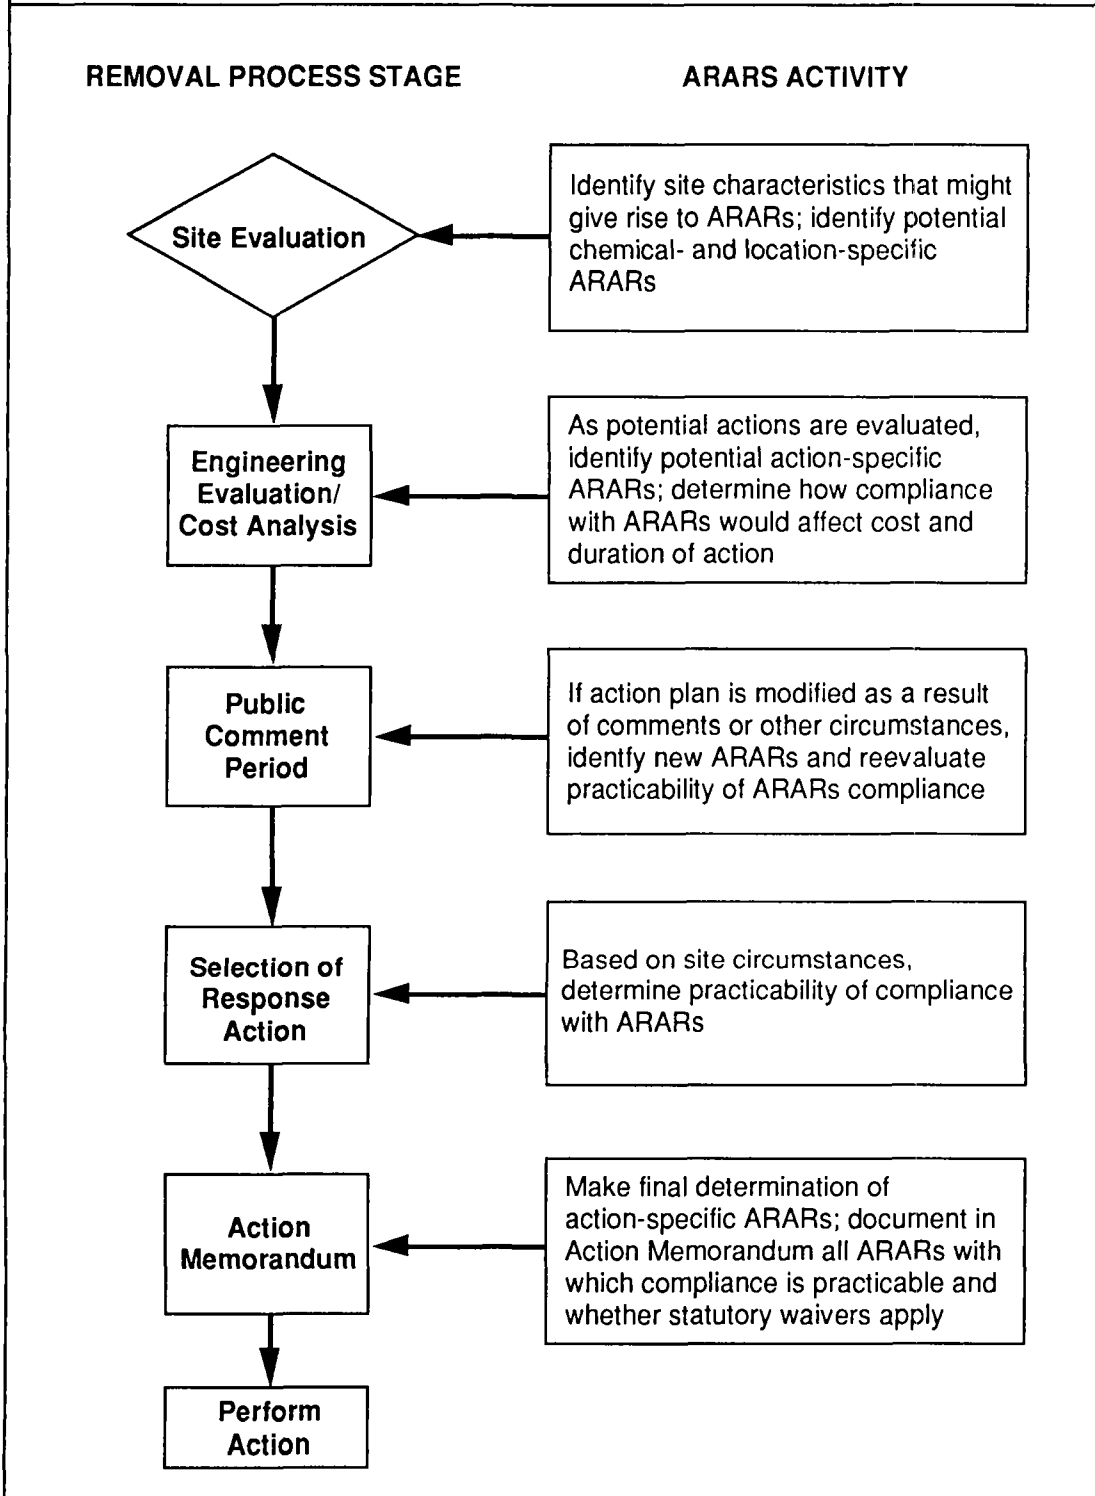 REMOVAL PROCESS STAGE
ARARS ACTIVITY
Site Evaluation
Identify site characteristics that might
give rise to ARARs; identify potential
chemical- and location-specific
ARARs
Engineering
Evaluation/
Cost Analysis
As potential actions are evaluated,
identify potential action-specific
ARARs; determine how compliance
with ARARs would affect cost and
duration of action
Public
Comment
Period
If action plan is modified as a result
of comments or other circumstances,
identfy new ARARs and reevaluate
practicability of ARARs compliance
Selection of
Response
Action
Based on site circumstances,
determine practicability of compliance
with ARARs
Action
Memorandum
Make final determination of
action-specific ARARs; document in
Action Memorandum all ARARs with
which compliance is practicable and
whether statutory waivers apply
Perform
Action